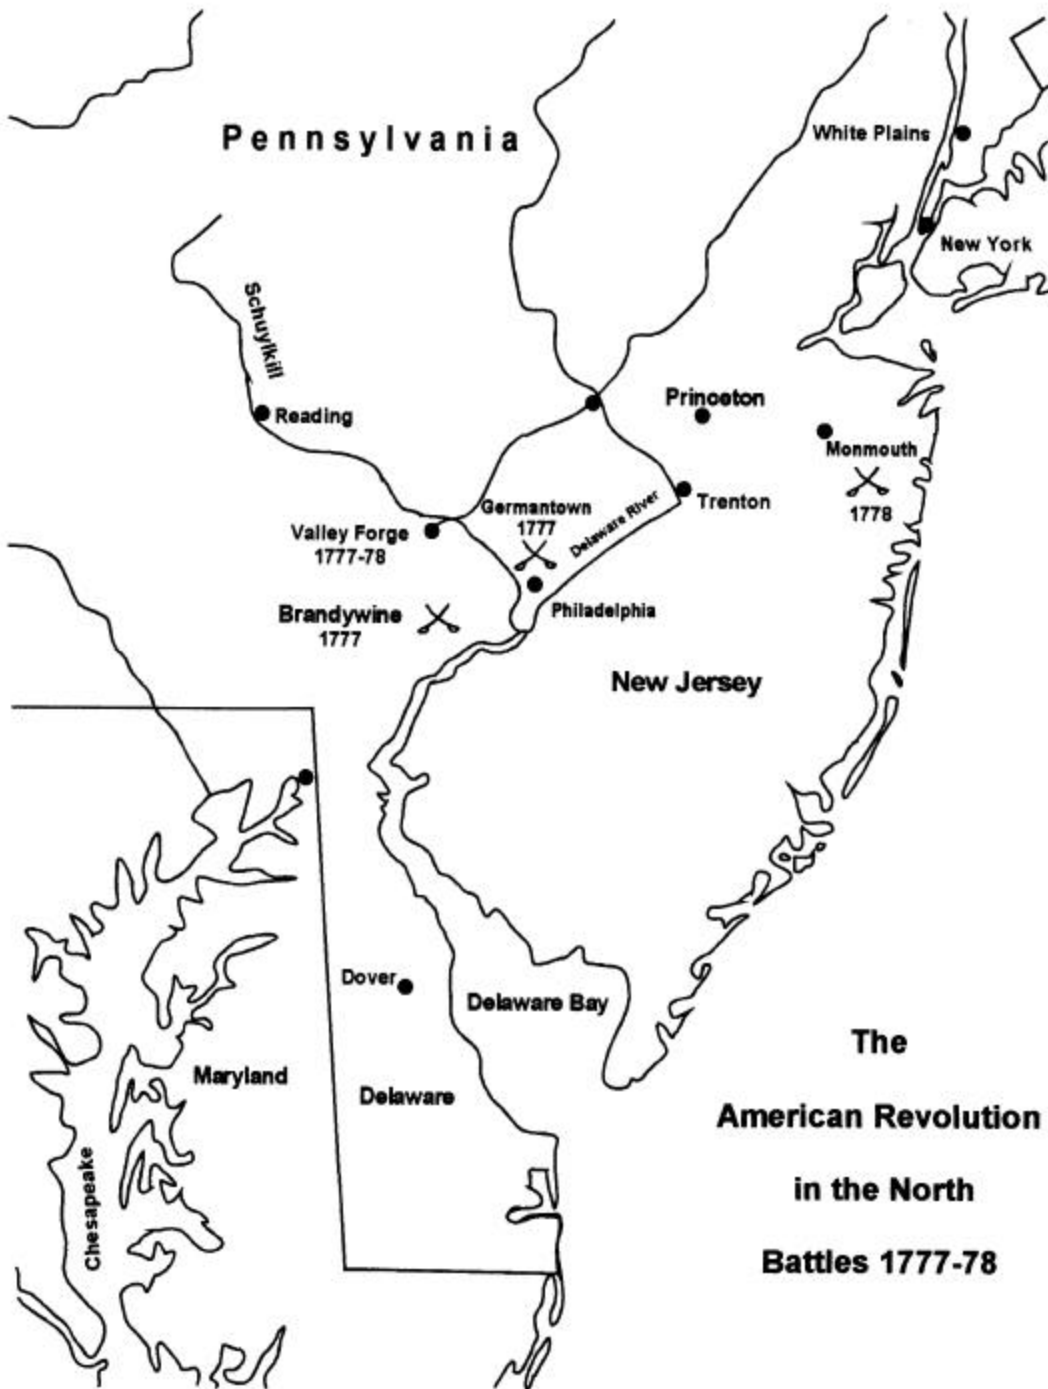 Pennsylvania
White Plains
New York
Schuylkill
Reading
Princeton
Monmouth
1778
Trenton
Delaware River
Germantown
1777
Valley Forge
1777-78
Philadelphia
Brandywine
1777
New Jersey
Dover
Delaware Bay
Maryland
Delaware
Chesapeake
The
American Revolution
in the North
Battles 1777-78